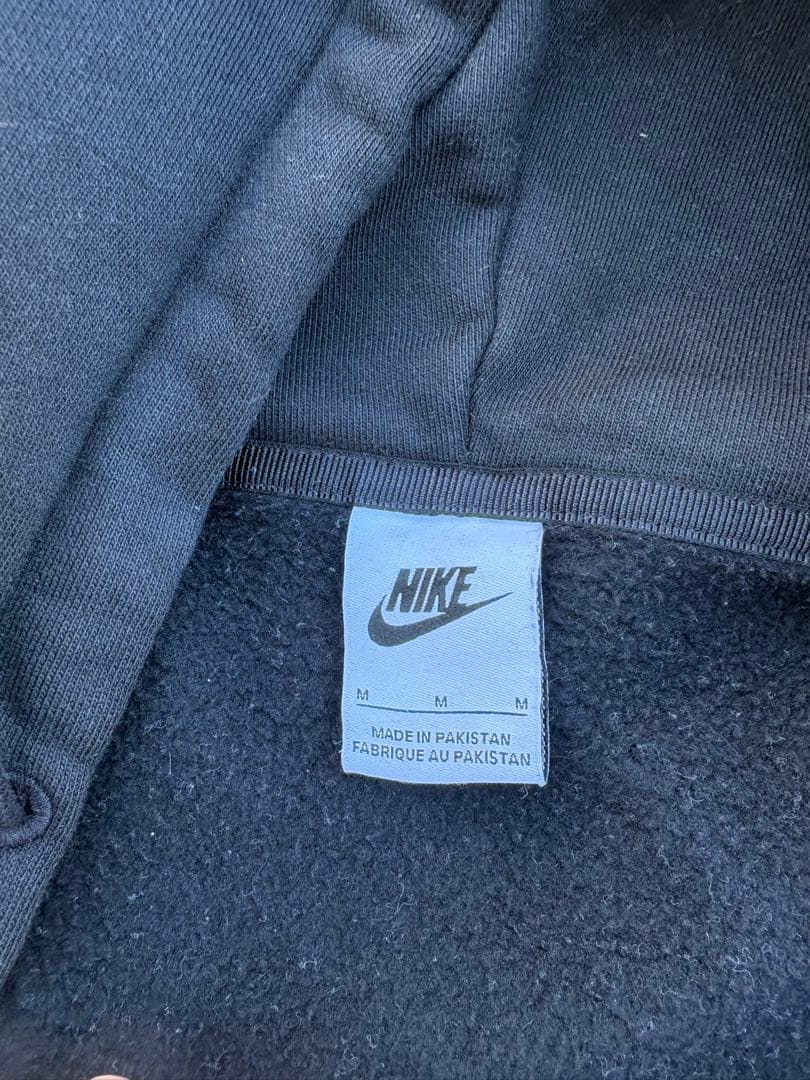 NIKE
M M M
MADE IN PAKISTAN
FABRIQUE AU PAKISTAN